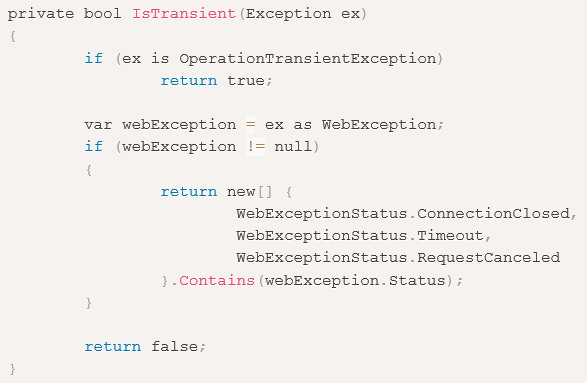 private bool IsTransient(Exception ex)
{
if (ex is OperationTransientException)
return true;
var webException = ex as WebException;
if (webException != null)
{
return new[] {
WebExceptionStatus.ConnectionClosed,
WebExceptionStatus.Timeout,
WebExceptionStatus.RequestCanceled
}.Contains(webException.Status);
}
return false;
}